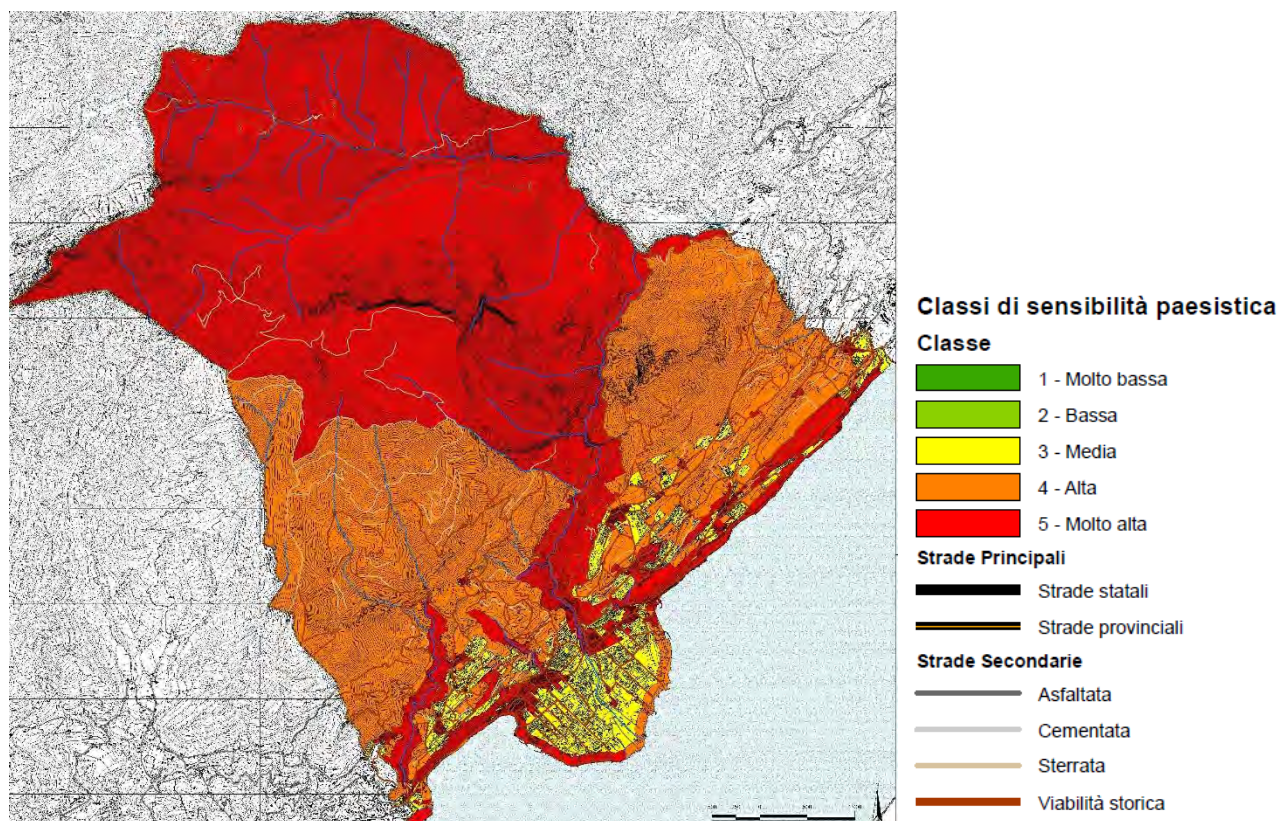 Classi di sensibilità paesistica
Classe
1 - Molto bassa
2 - Bassa
3 - Media
4 - Alta
5 - Molto alta
Strade Principali
Strade statali
Strade provinciali
Strade Secondarie
Asfaltata
Cementata
Sterrata
Viabilità storica